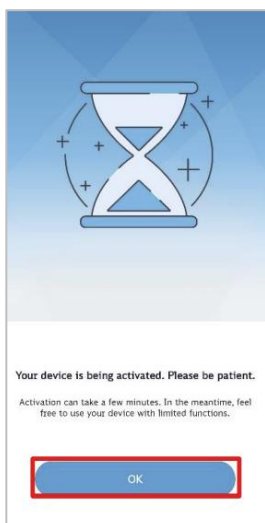 Your device is being activated. Please be patient.
Activation can take a few minutes. In the meantime, feel
free to use your device with limited functions.
OK